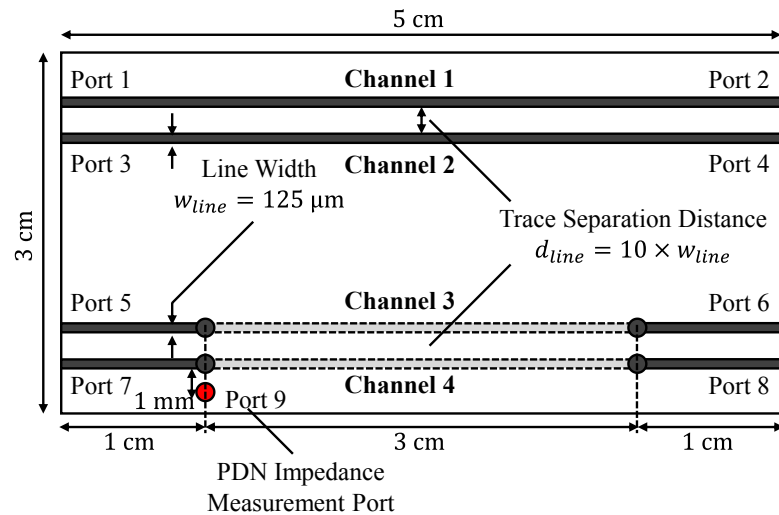 5 cm
Port 1 Channel 1 Port 2
Port 3 Channel 2 Port 4
Line Width
w_line = 125 μm
3 cm
Trace Separation Distance
d_line = 10 × w_line
Port 5 Channel 3 Port 6
Port 7 Channel 4 Port 8
1 mm Port 9
1 cm 3 cm 1 cm
PDN Impedance
Measurement Port